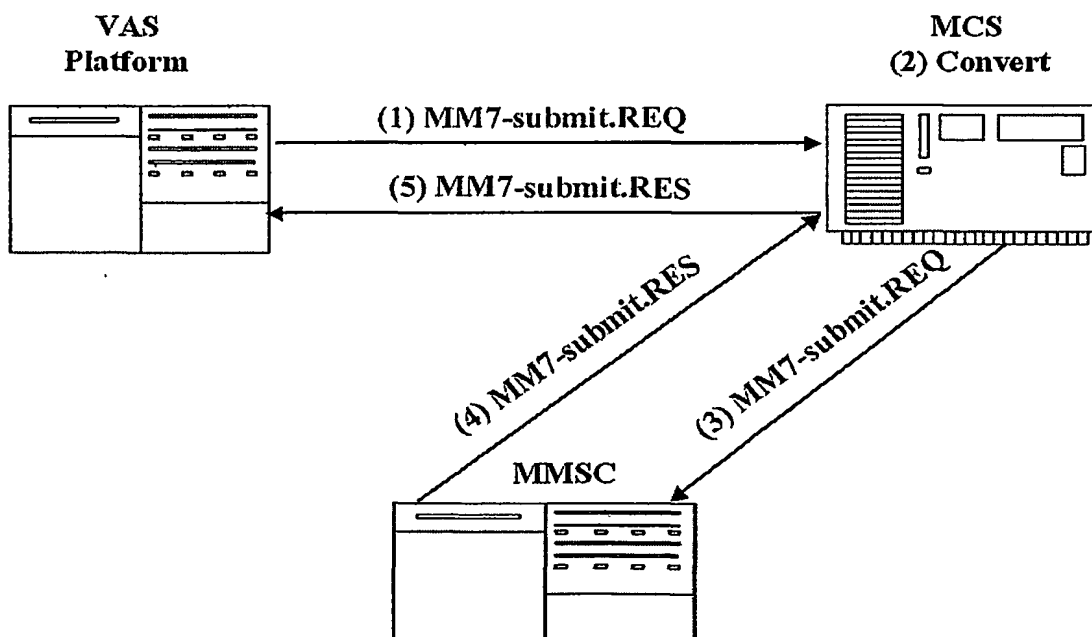 VAS
Platform
MCS
(2) Convert
(1) MM7-submit.REQ
(5) MM7-submit.RES
(4) MM7-submit.RES
(3) MM7-submit.REQ
MMSC